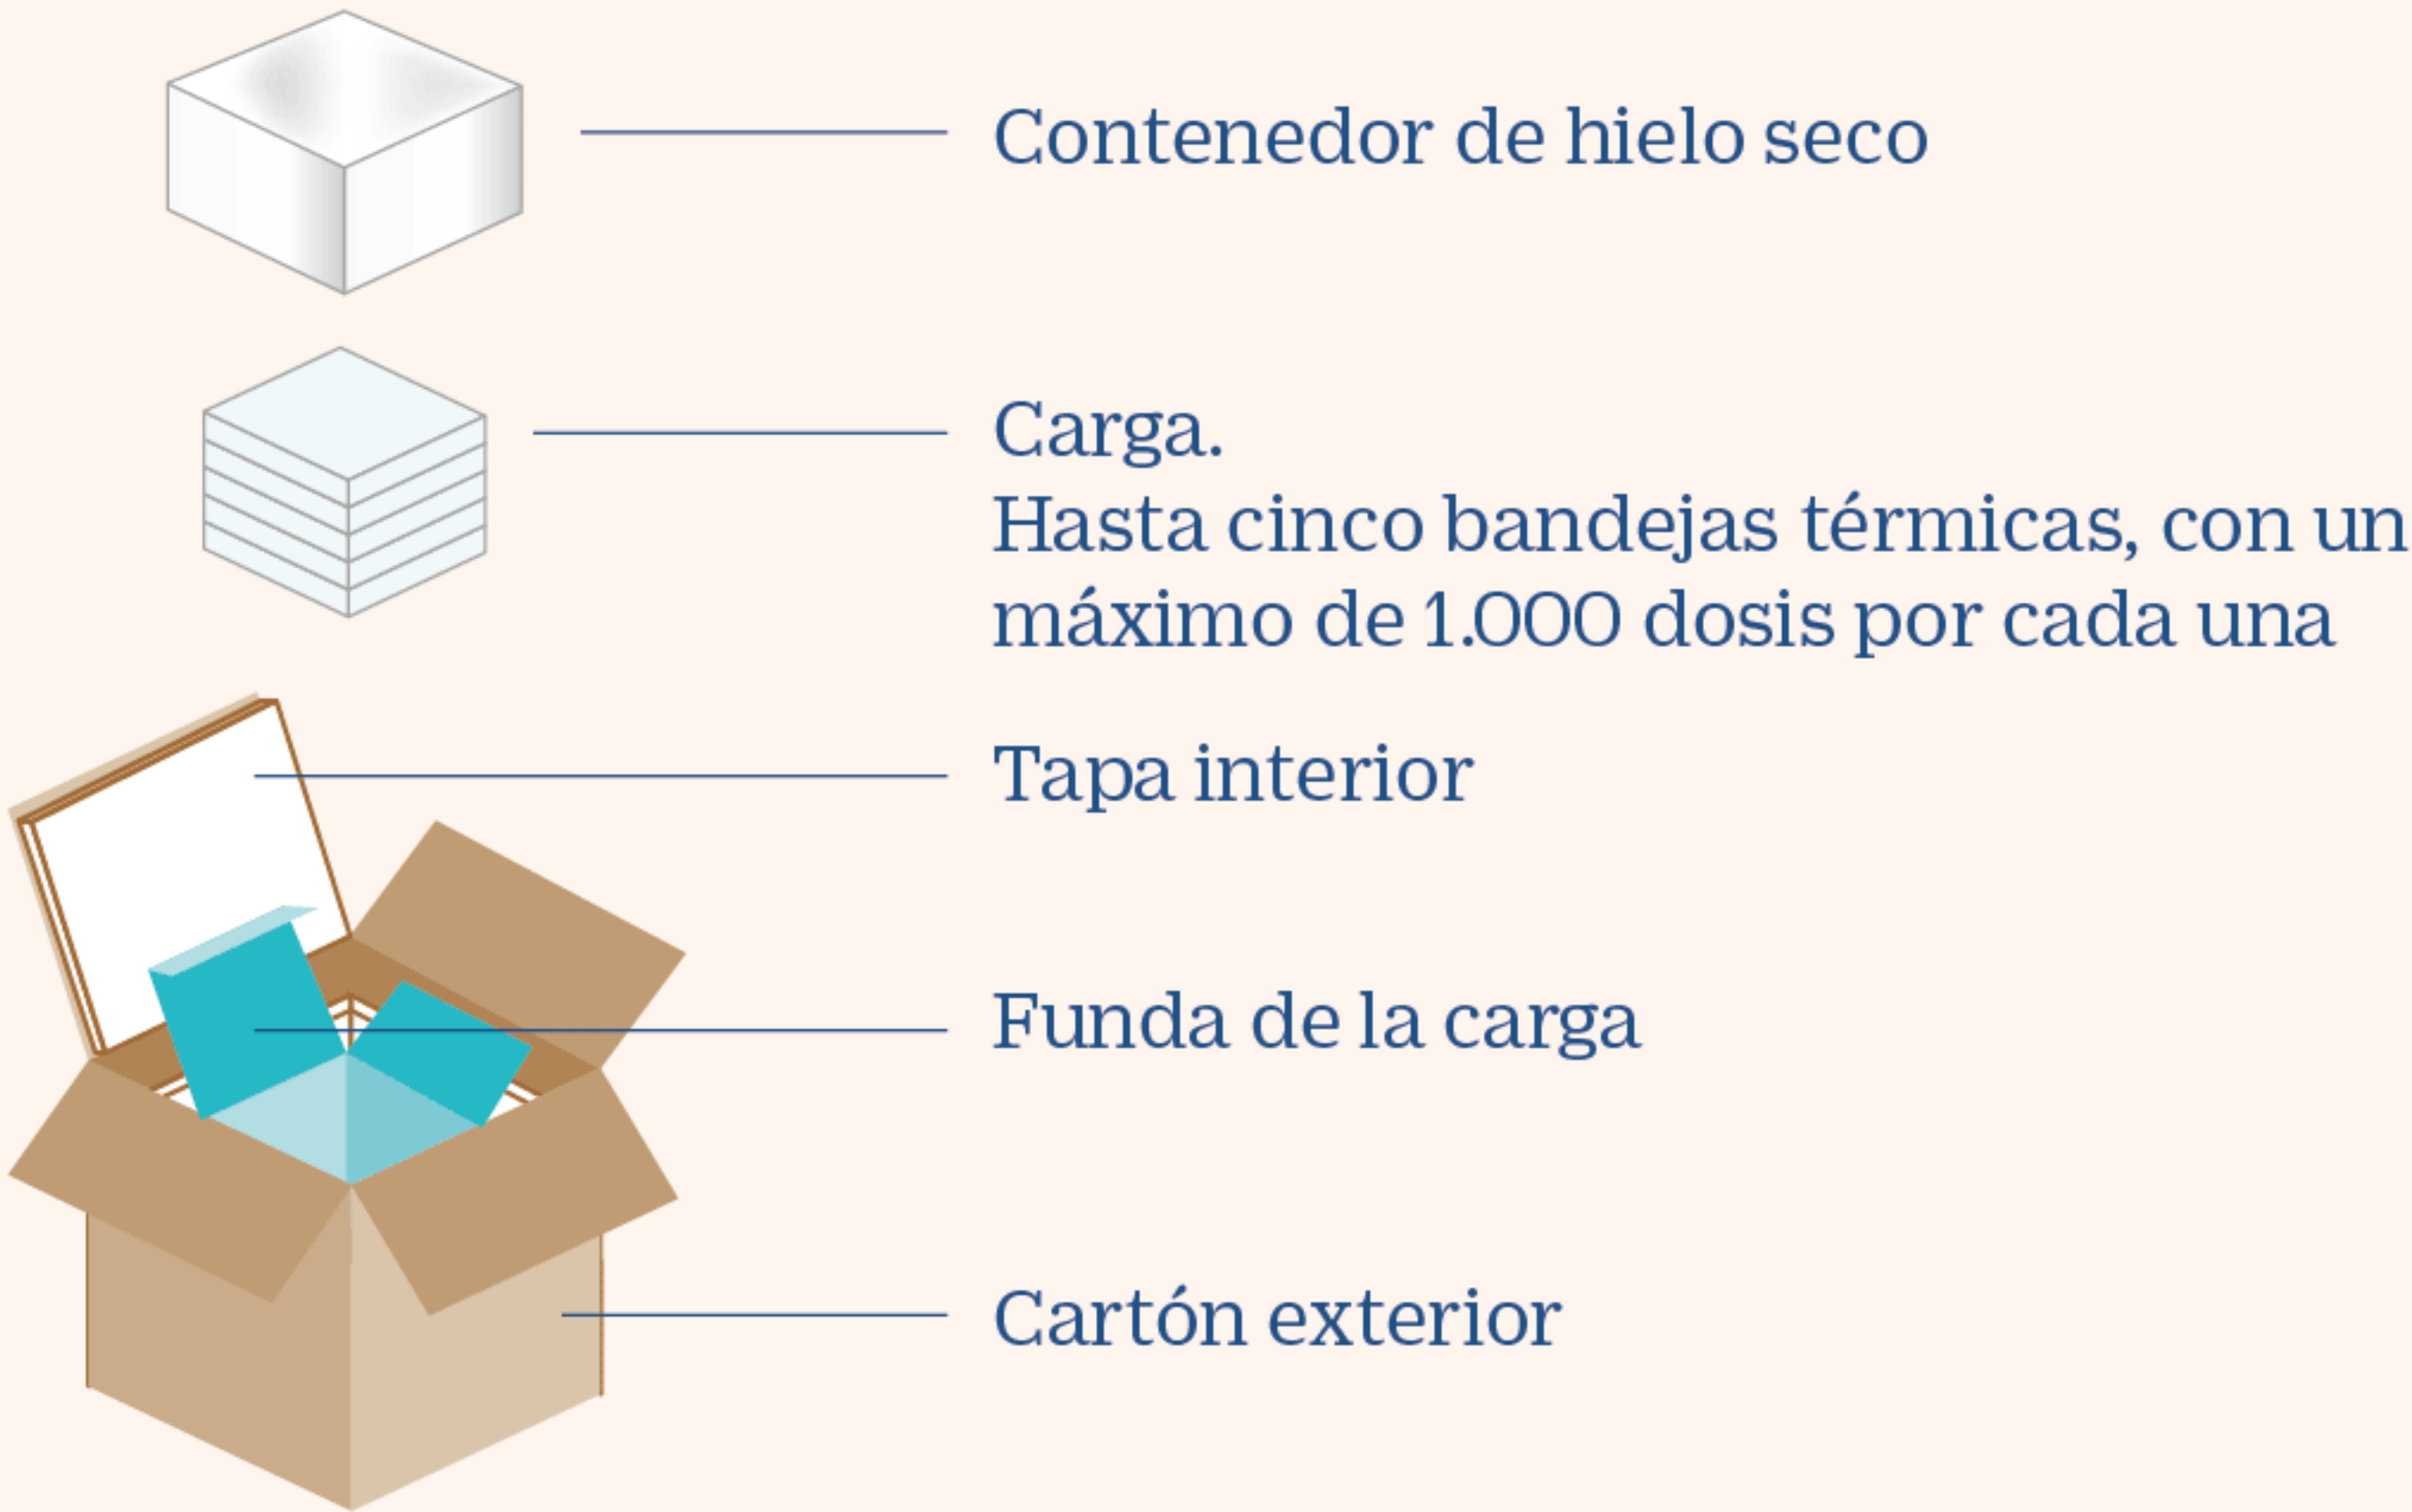 Contenedor de hielo seco
Carga.
Hasta cinco bandejas térmicas, con un
máximo de 1.000 dosis por cada una
Tapa interior
Funda de la carga
Cartón exterior